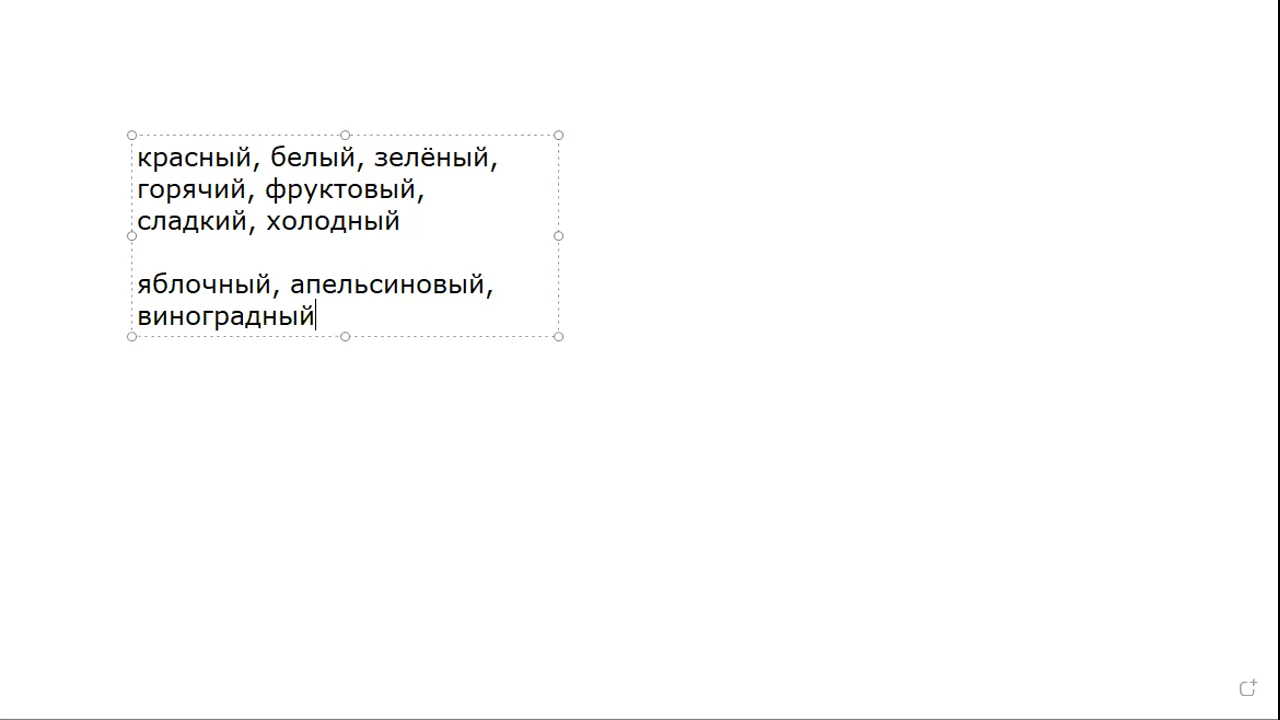 красный, белый, зелёный,
горячий, фруктовый,
сладкий, холодный
яблочный, апельсиновый,
виноградный